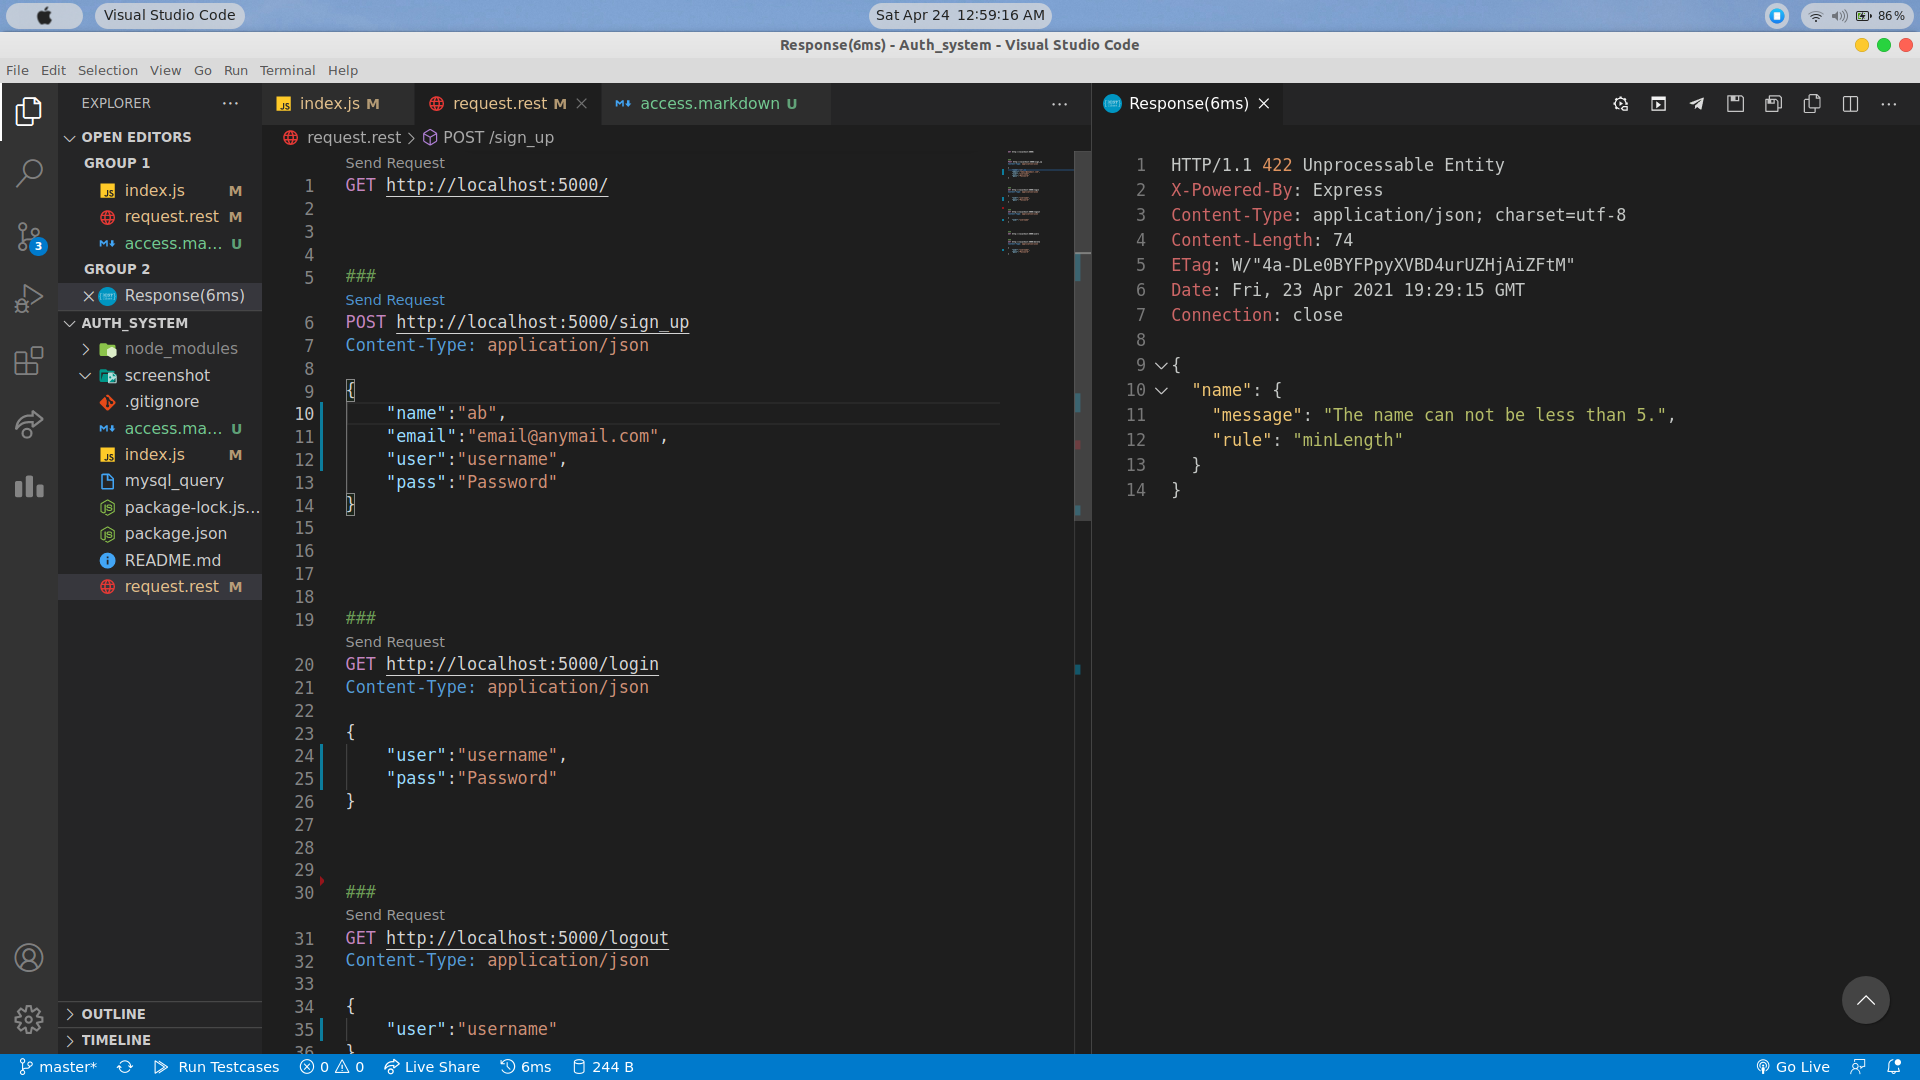 Visual Studio Code
Sat Apr 24 12:59:16 AM
86%
Response(6ms) - Auth_system - Visual Studio Code
File Edit Selection View Go Run Terminal Help
EXPLORER
OPEN EDITORS
GROUP 1
JS index.js M
request.rest M
access.ma... U
GROUP 2
Response(6ms)
AUTH_SYSTEM
node_modules
screenshot
.gitignore
access.ma... U
JS index.js M
mysql_query
package-lock.js...
package.json
README.md
request.rest M
OUTLINE
TIMELINE
3
JS index.js M
request.rest M
access.markdown U
request.rest > POST /sign_up
Send Request
1 GET http://localhost:5000/
2
3
4
5 ###
Send Request
6 POST http://localhost:5000/sign_up
7 Content-Type: application/json
8
9 {
10 "name":"ab",
11 "email":"email@anymail.com",
12 "user":"username",
13 "pass":"Password"
14 }
15
16
17
18
19 ###
Send Request
20 GET http://localhost:5000/login
21 Content-Type: application/json
22
23 {
24 "user":"username",
25 "pass":"Password"
26 }
27
28
29
30 ###
Send Request
31 GET http://localhost:5000/logout
32 Content-Type: application/json
33
34 {
35 "user":"username"
36 }
Response(6ms)
1 HTTP/1.1 422 Unprocessable Entity
2 X-Powered-By: Express
3 Content-Type: application/json; charset=utf-8
4 Content-Length: 74
5 ETag: W/"4a-DLe0BYFPpyXVBD4urUZHjAiZFtM"
6 Date: Fri, 23 Apr 2021 19:29:15 GMT
7 Connection: close
8
9 {
10 "name": {
11 "message": "The name can not be less than 5.",
12 "rule": "minLength"
13 }
14 }
master* Run Testcases 0 0 Live Share 6ms 244 B Go Live